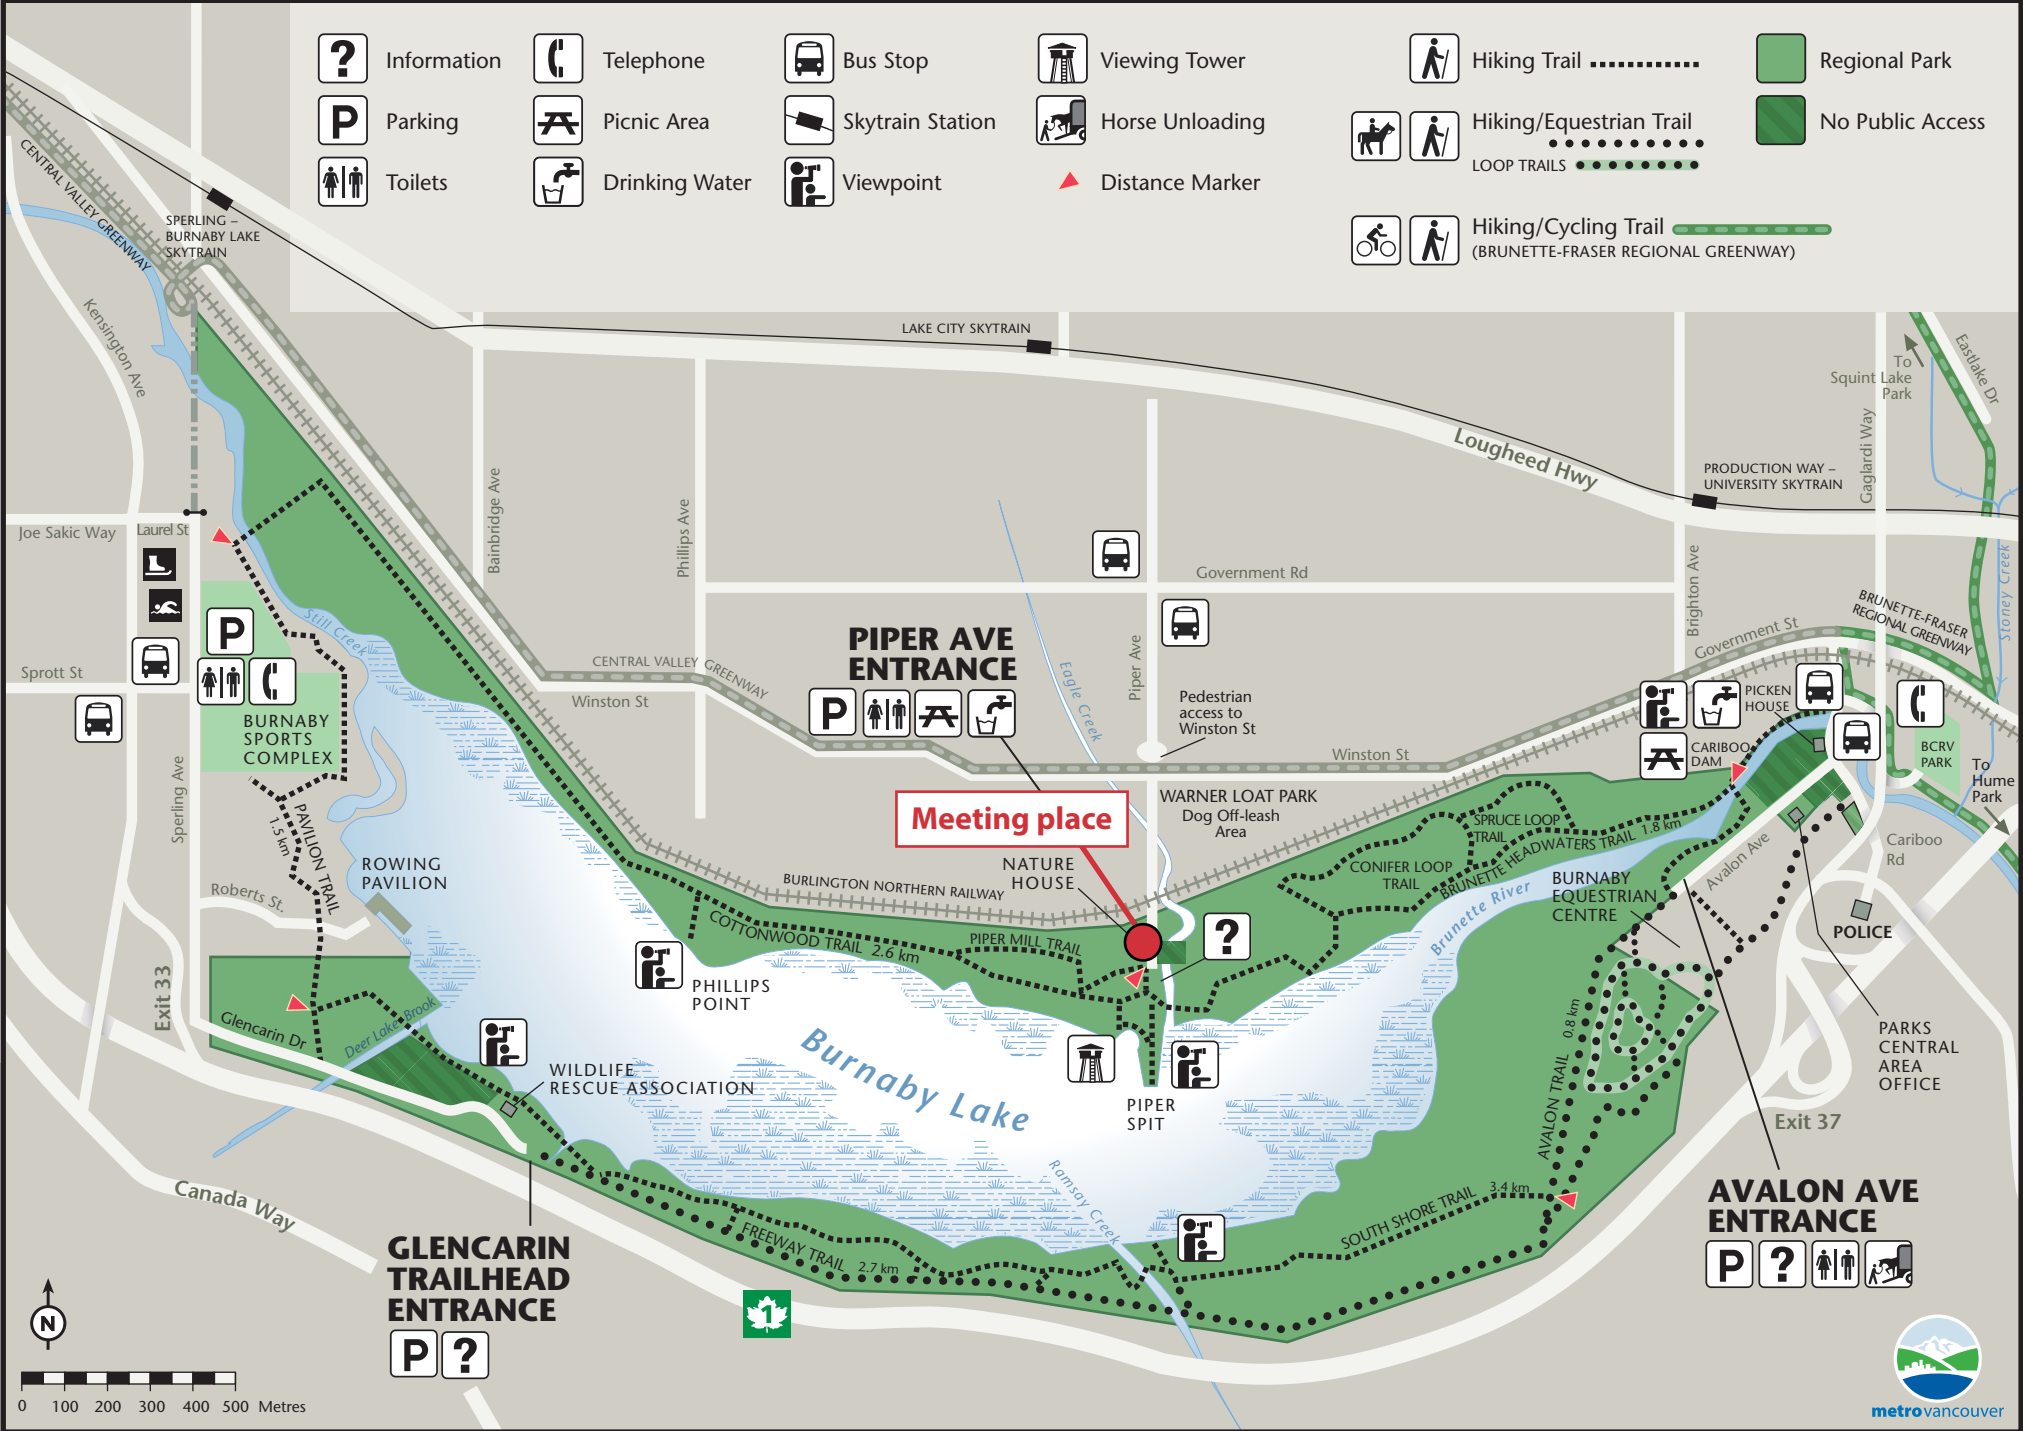 Information
Parking
Toilets
Telephone
Picnic Area
Drinking Water
Bus Stop
Skytrain Station
Viewpoint
Viewing Tower
Horse Unloading
Distance Marker
Hiking Trail
Hiking/Equestrian Trail
LOOP TRAILS
Hiking/Cycling Trail
(BRUNETTE-FRASER REGIONAL GREENWAY)
Regional Park
No Public Access
CENTRAL VALLEY GREENWAY
SPERLING –
BURNABY LAKE
SKYTRAIN
Kensington Ave
LAKE CITY SKYTRAIN
Lougheed Hwy
PRODUCTION WAY –
UNIVERSITY SKYTRAIN
To
Squint Lake
Park
Eastlake Dr
Gaglardi Way
Stoney Creek
Brighton Ave
Bainbridge Ave
Phillips Ave
Joe Sakic Way
Laurel St
Government Rd
Piper Ave
Eagle Creek
Still Creek
P
Sprott St
BURNABY
SPORTS
COMPLEX
Sperling Ave
PIPER AVE
ENTRANCE
P
CENTRAL VALLEY GREENWAY
Winston St
Pedestrian
access to
Winston St
Winston St
Government St
BRUNETTE-FRASER
REGIONAL GREENWAY
PICKEN
HOUSE
CARIBOO
DAM
BCRV
PARK
To
Hume
Park
Cariboo
Rd
WARNER LOAT PARK
Dog Off-leash
Area
Meeting place
NATURE
HOUSE
PAVILION TRAIL
1.5 km
ROWING
PAVILION
Roberts St.
BURLINGTON NORTHERN RAILWAY
COTTONWOOD TRAIL 2.6 km
PIPER MILL TRAIL
?
SPRUCE LOOP
TRAIL
CONIFER LOOP
TRAIL
BRUNETTE HEADWATERS TRAIL 1.8 km
Brunette River
BURNABY
EQUESTRIAN
CENTRE
Avalon Ave
POLICE
PHILLIPS
POINT
Exit 33
Glencarin Dr
Deer Lake Brook
WILDLIFE
RESCUE ASSOCIATION
Burnaby Lake
PIPER
SPIT
AVALON TRAIL 0.8 km
PARKS
CENTRAL
AREA
OFFICE
Exit 37
Ramsay Creek
SOUTH SHORE TRAIL 3.4 km
FREEWAY TRAIL 2.7 km
Canada Way
GLENCARIN
TRAILHEAD
ENTRANCE
P ?
1
AVALON AVE
ENTRANCE
P ?
N
0 100 200 300 400 500 Metres
metrovancouver